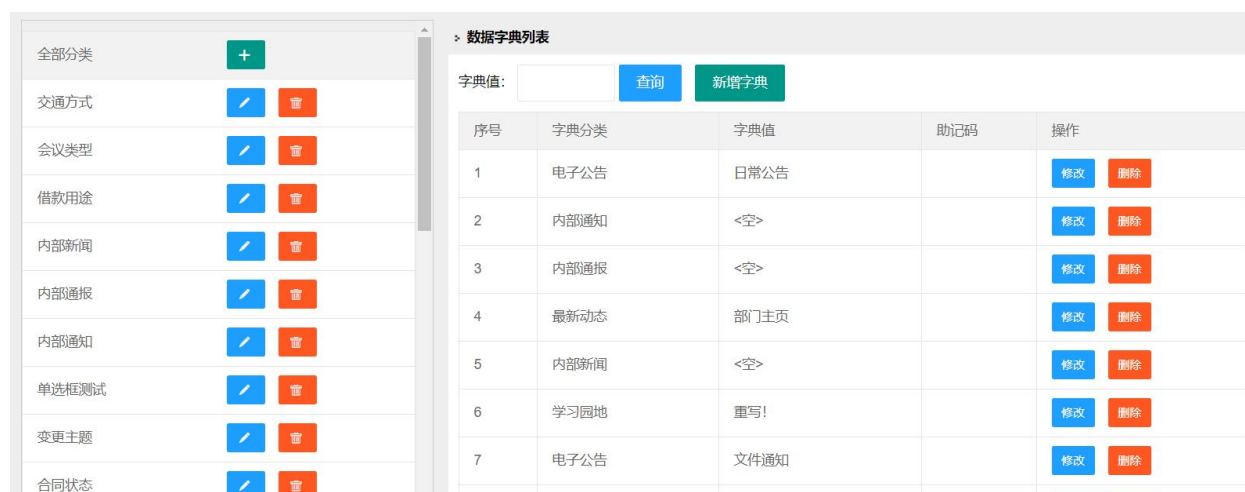 全部分类
交通方式
会议类型
借款用途
内部新闻
内部通报
内部通知
单选框测试
变更主题
合同状态
数据字典列表
字典值: 查询 新增字典
序号 字典分类 字典值 助记码 操作
1 电子公告 日常公告 修改 删除
2 内部通知 <空> 修改 删除
3 内部通报 <空> 修改 删除
4 最新动态 部门主页 修改 删除
5 内部新闻 <空> 修改 删除
6 学习园地 重写! 修改 删除
7 电子公告 文件通知 修改 删除